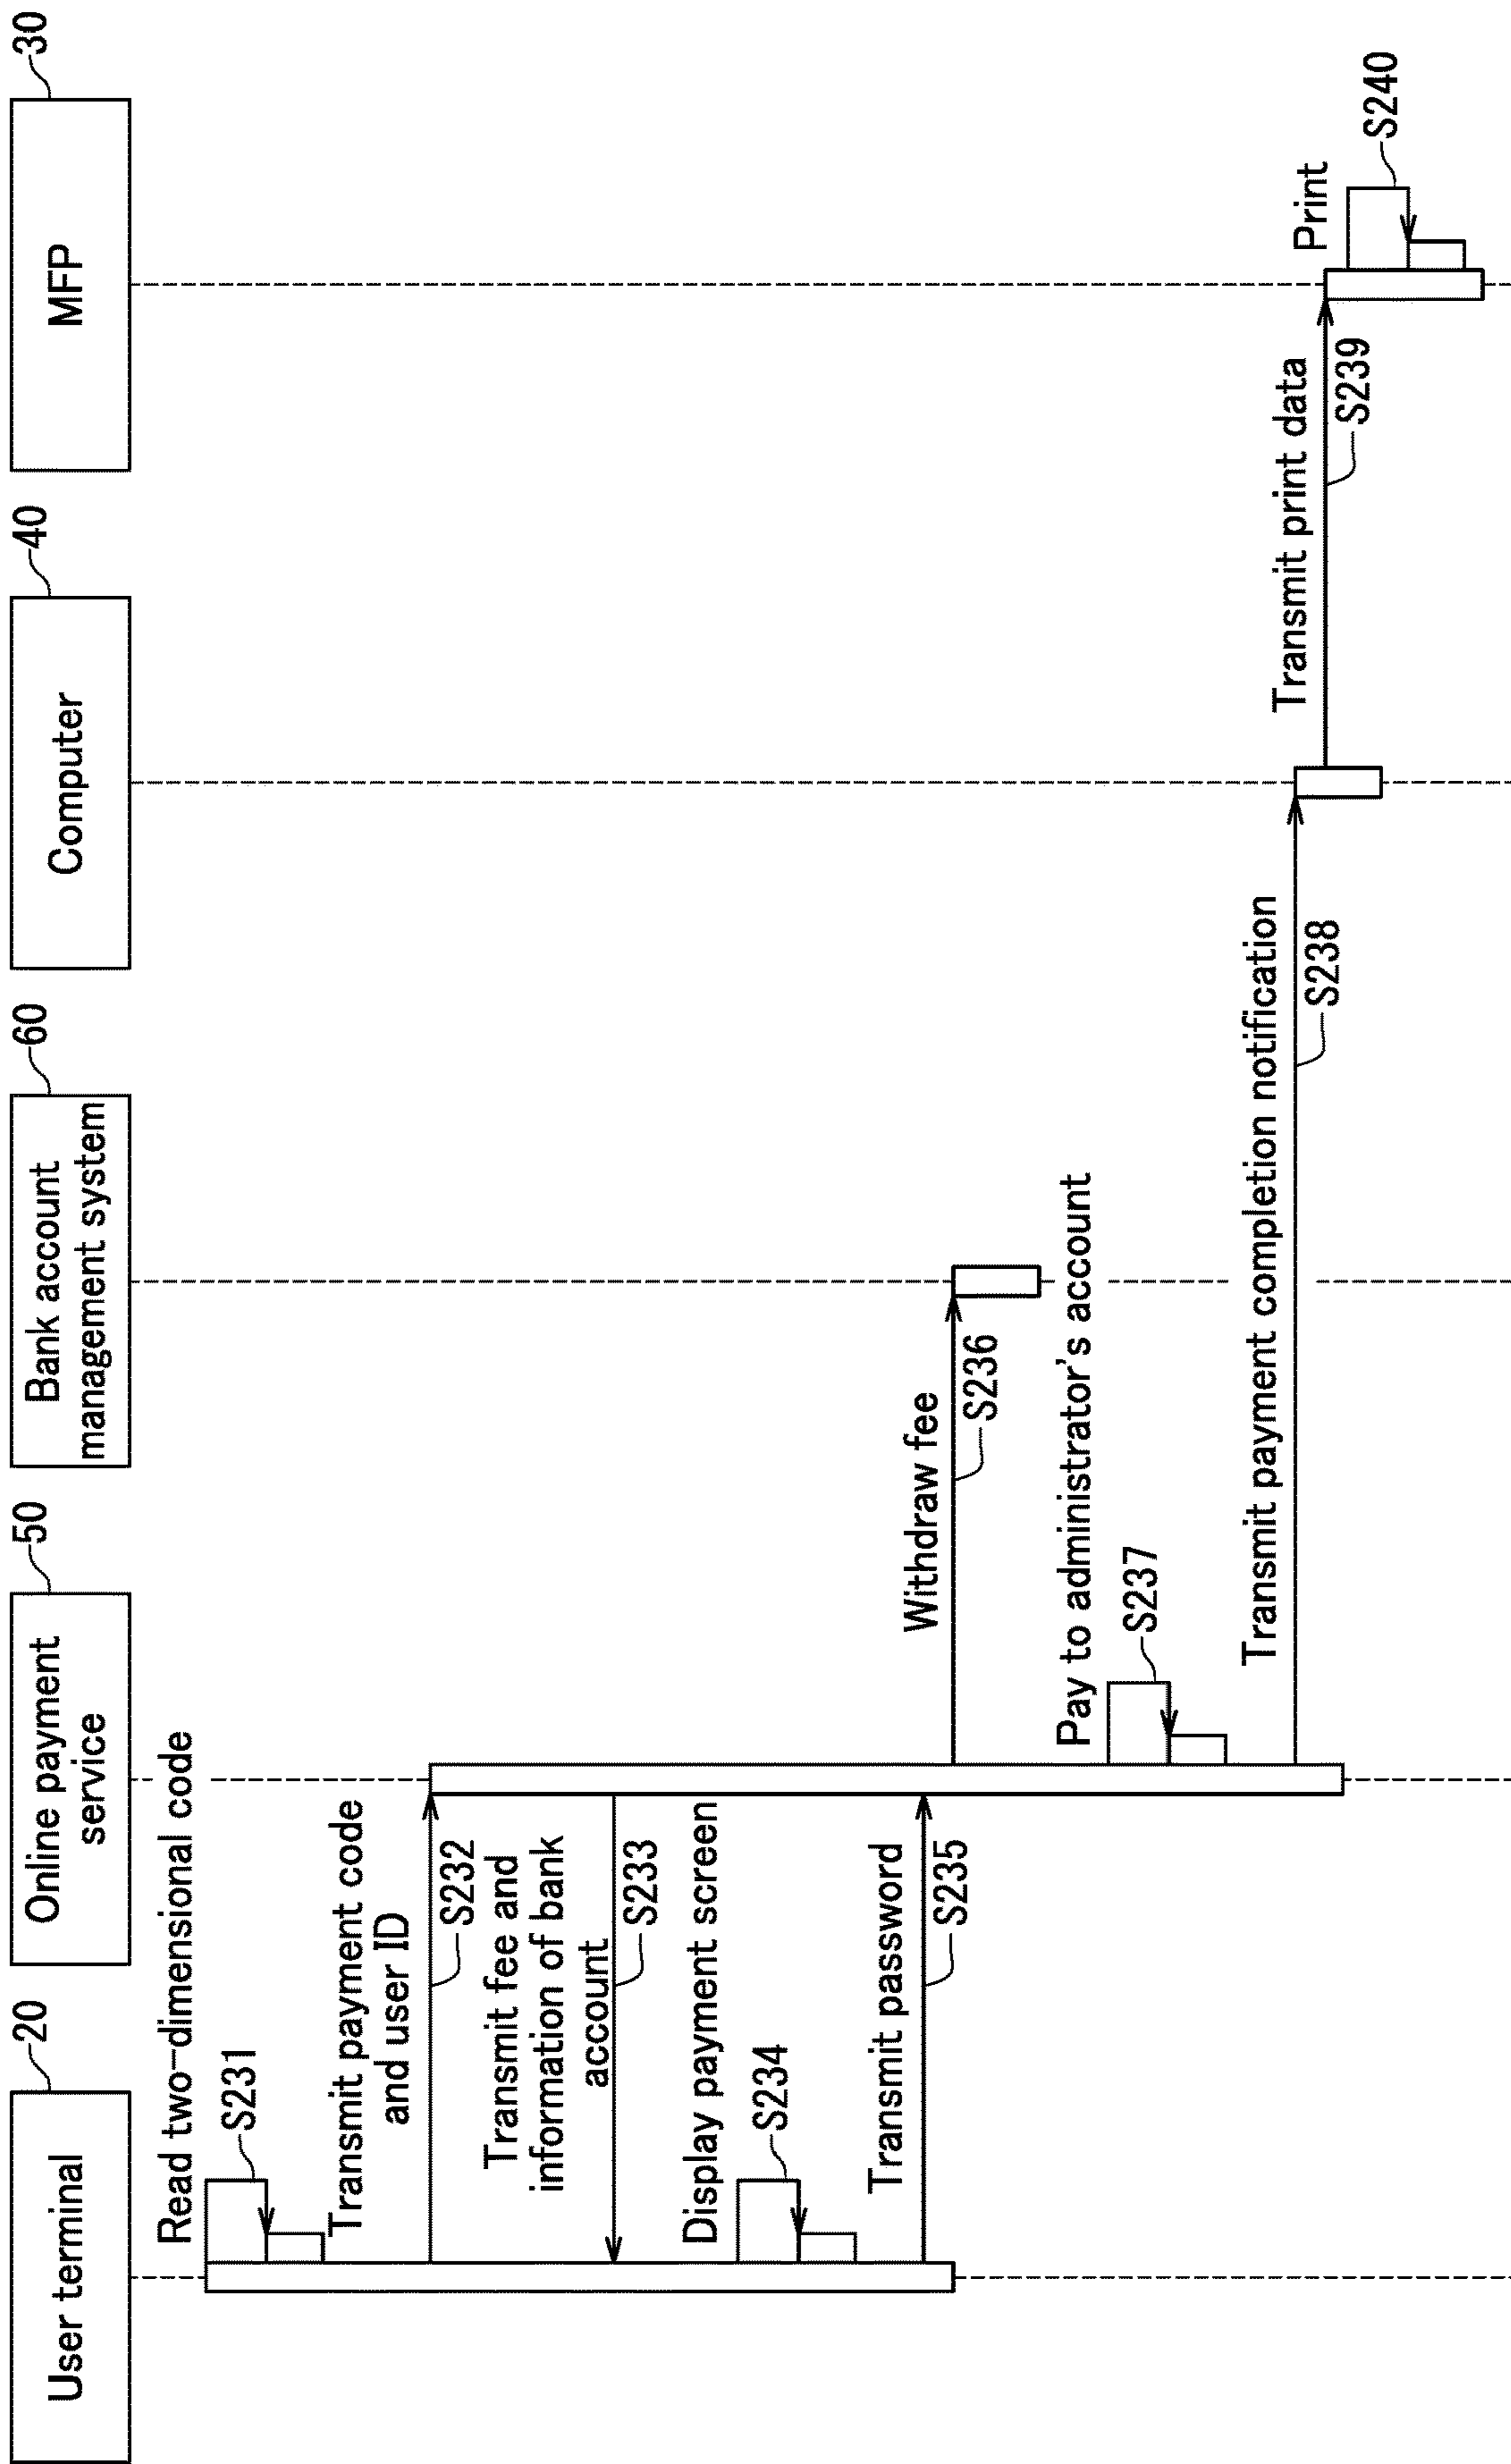 User terminal
20
Online payment
service
50
Bank account
management system
60
Computer
40
MFP
30
Read two-dimensional code
S231
Transmit payment code
and user ID
S232
Transmit fee and
information of bank
account
S233
Display payment screen
S234
Transmit password
S235
Withdraw fee
S236
Pay to administrator's account
S237
Transmit payment completion notification
S238
Transmit print data
S239
Print
S240